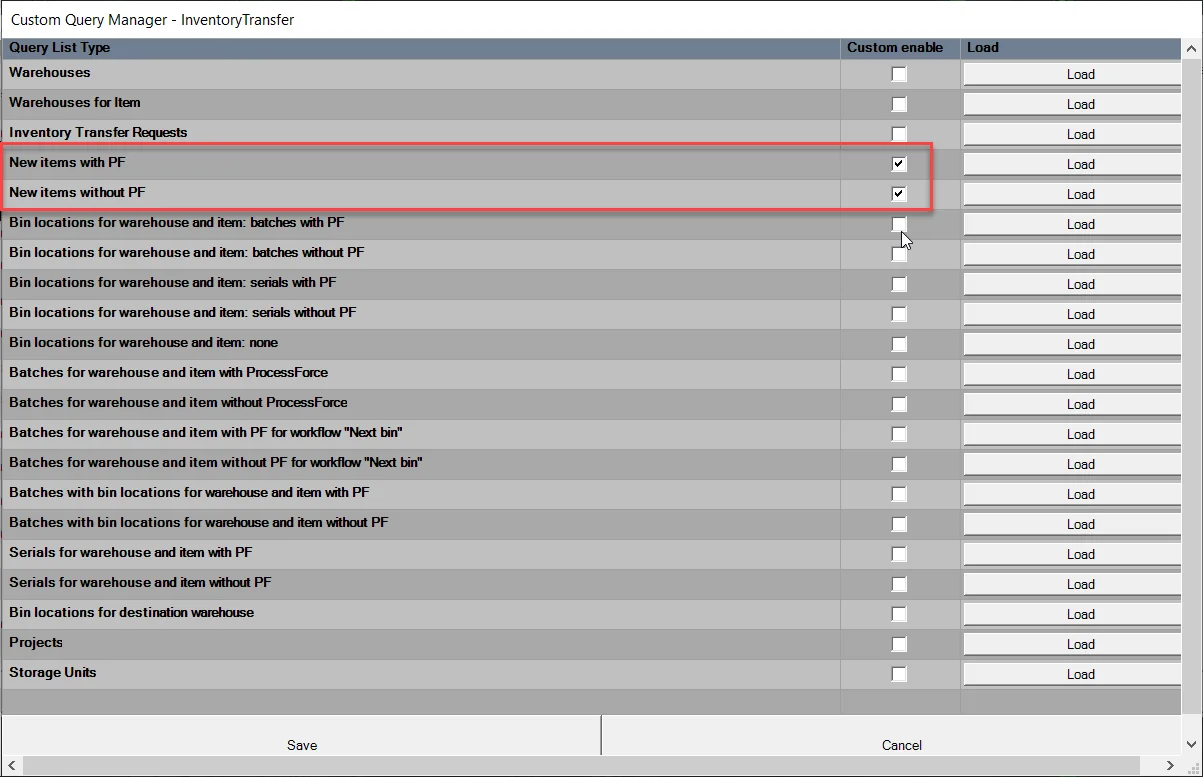 Custom Query Manager - InventoryTransfer
Query List Type Custom enable Load
Warehouses Load
Warehouses for Item Load
Inventory Transfer Requests Load
New items with PF Load
New items without PF Load
Bin locations for warehouse and item: batches with PF Load
Bin locations for warehouse and item: batches without PF Load
Bin locations for warehouse and item: serials with PF Load
Bin locations for warehouse and item: serials without PF Load
Bin locations for warehouse and item: none Load
Batches for warehouse and item with ProcessForce Load
Batches for warehouse and item without ProcessForce Load
Batches for warehouse and item with PF for workflow "Next bin" Load
Batches for warehouse and item without PF for workflow "Next bin" Load
Batches with bin locations for warehouse and item with PF Load
Batches with bin locations for warehouse and item without PF Load
Serials for warehouse and item with PF Load
Serials for warehouse and item without PF Load
Bin locations for destination warehouse Load
Projects Load
Storage Units Load
Save Cancel